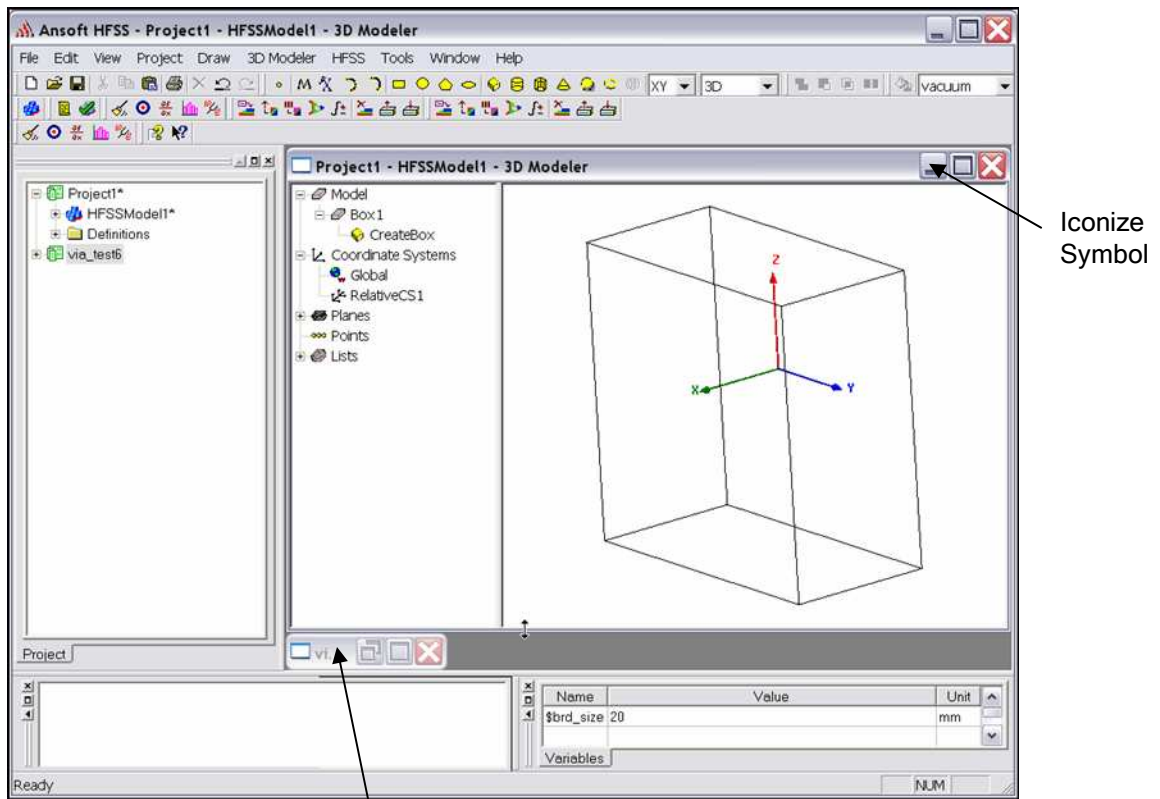 Ansoft HFSS - Project1 - HFSSModel1 - 3D Modeler
File Edit View Project Draw 3D Modeler HFSS Tools Window Help
XY 3D vacuum
Project1 - HFSSModel1 - 3D Modeler
Project1*
HFSSModel1*
Definitions
via_test6
Model
Box1
CreateBox
Coordinate Systems
Global
RelativeCS1
Planes
Points
Lists
Z
X
Y
Iconize
Symbol
Project
vi.
Name Value Unit
$brd_size 20 mm
Variables
Ready NUM